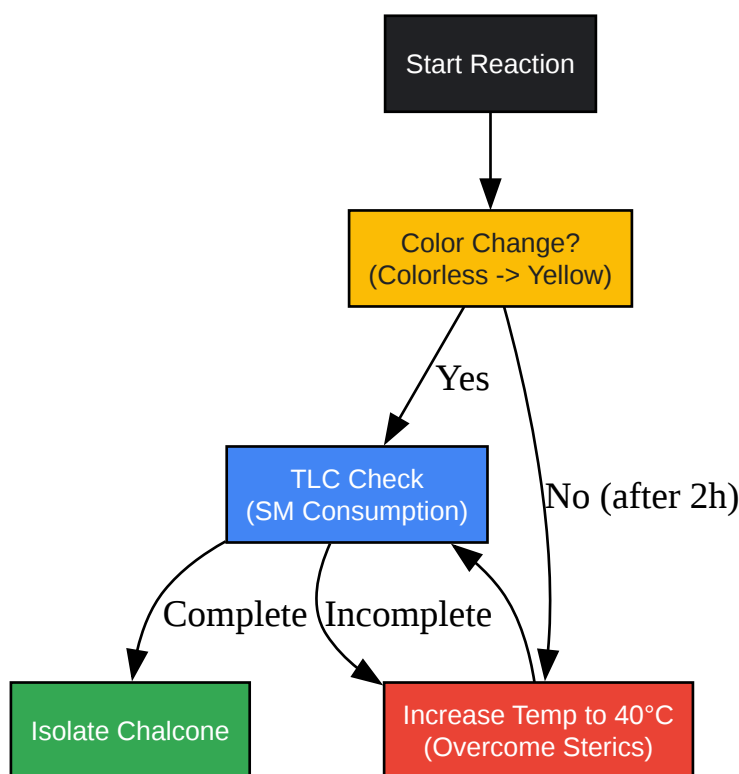 Start Reaction
Color Change?
(Colorless -> Yellow)
Yes
TLC Check
(SM Consumption)
No (after 2h)
Complete
Incomplete
Isolate Chalcone
Increase Temp to 40°C
(Overcome Sterics)